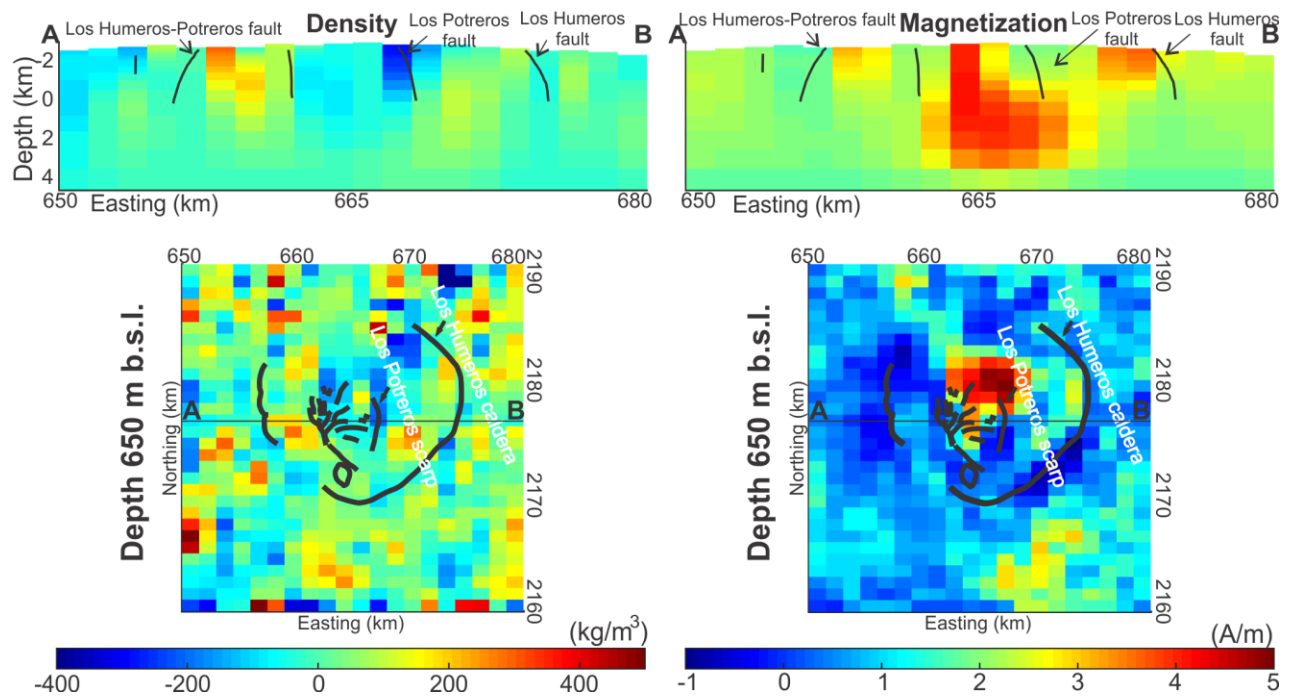 A
Los Humeros-Potreros fault
Density
Los Potreros
fault
Los Humeros
fault
B
Depth (km)
-2
0
2
4
650
Easting (km)
665
680
A
Los Humeros-Potreros fault
Magnetization
Los Potreros
fault
Los Humeros
fault
B
650
Easting (km)
665
680
650
660
670
680
2190
2180
2170
2160
Depth 650 m b.s.l.
Northing (km)
A
B
Los Humeros caldera
Los Potreros scarp
Easting (km)
650
660
670
680
2190
2180
2170
2160
Depth 650 m b.s.l.
Northing (km)
A
B
Los Humeros caldera
Los Potreros scarp
Easting (km)
(kg/m³)
-400
-200
0
200
400
(A/m)
-1
0
1
2
3
4
5